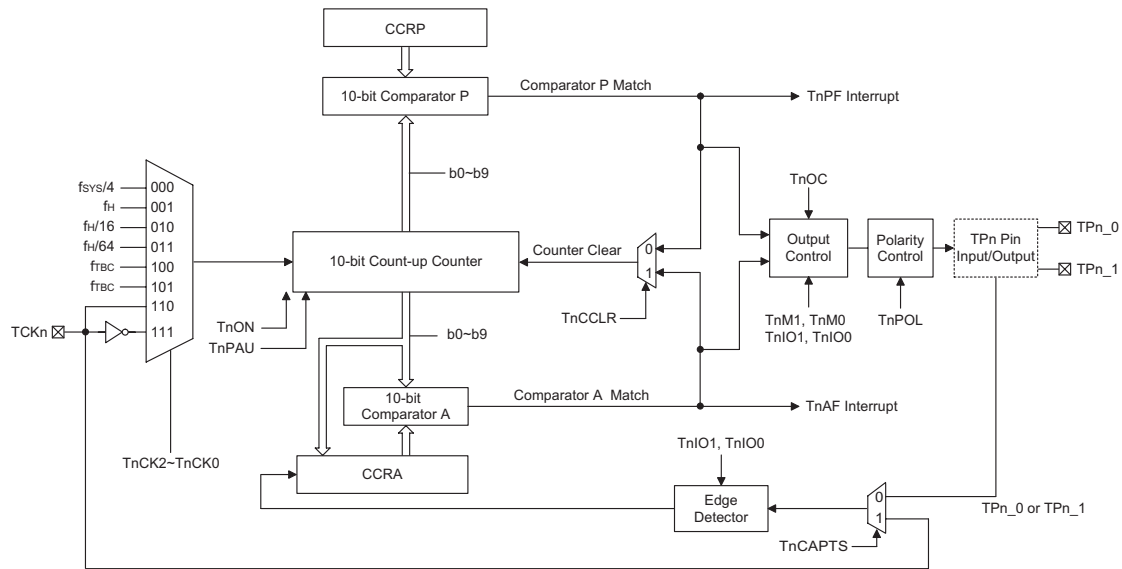 CCRP
10-bit Comparator P
Comparator P Match
TnPF Interrupt
b0~b9
fSYS/4
000
fH
001
fH/16
010
fH/64
011
fTBC
100
fTBC
101
110
111
TCKn
TnCK2~TnCK0
10-bit Count-up Counter
TnON
TnPAU
Counter Clear
0
1
TnCCLR
TnOC
Output
Control
TnM1, TnM0
TnIO1, TnIO0
Polarity
Control
TnPOL
TPn Pin
Input/Output
TPn_0
TPn_1
b0~b9
10-bit
Comparator A
Comparator A Match
TnAF Interrupt
CCRA
TnIO1, TnIO0
Edge
Detector
0
1
TnCAPTS
TPn_0 or TPn_1